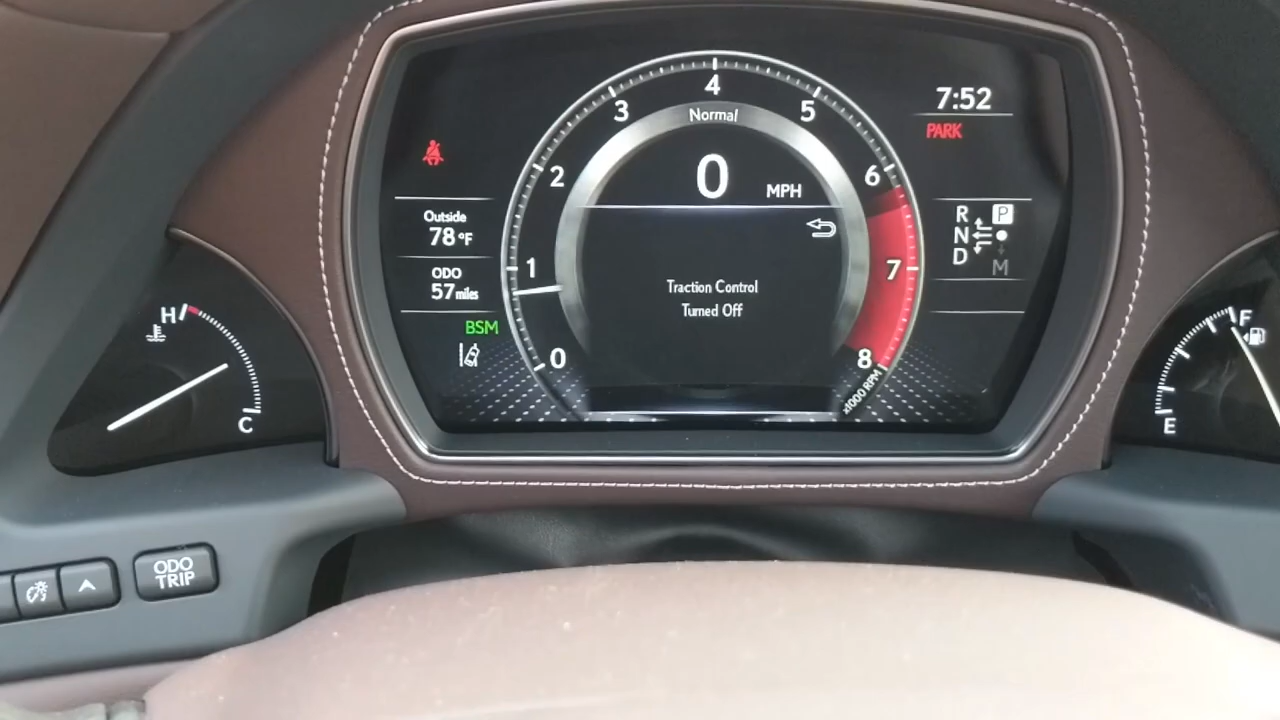 4
3
5
Normal
7:52
PARK
2
0
MPH
6
Outside
78 °F
R
P
N
D
M
ODO
57 miles
1
7
Traction Control
Turned Off
BSM
0
8
x1000 RPM
H
C
F
E
ODO
TRIP